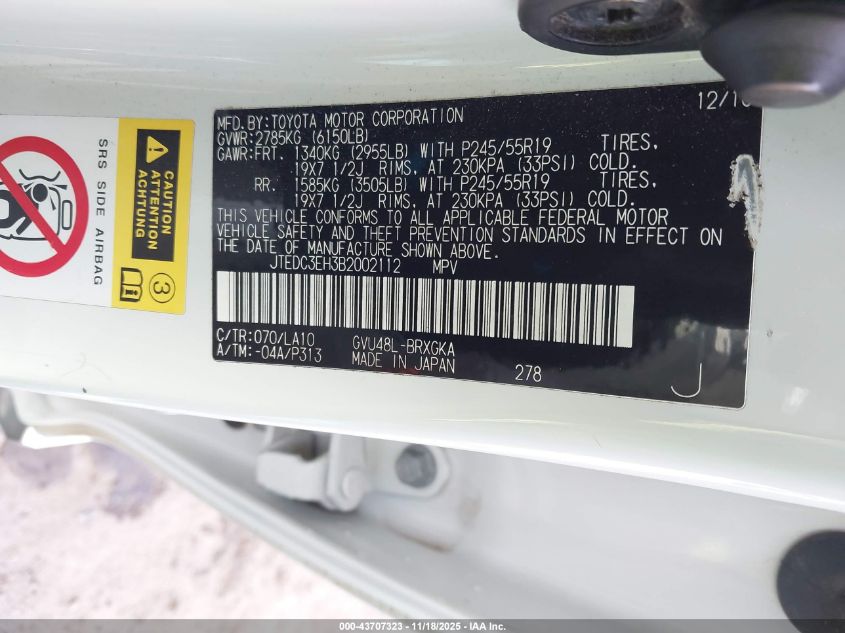 12/10
MFD. BY: TOYOTA MOTOR CORPORATION
GVWR: 2785KG (6150LB)
GAWR: FRT. 1340KG (2955LB) WITH P245/55R19 TIRES,
19X7 1/2J RIMS, AT 230KPA (33PSI) COLD.
RR. 1585KG (3505LB) WITH P245/55R19 TIRES,
19X7 1/2J RIMS, AT 230KPA (33PSI) COLD.
THIS VEHICLE CONFORMS TO ALL APPLICABLE FEDERAL MOTOR
VEHICLE SAFETY AND THEFT PREVENTION STANDARDS IN EFFECT ON
THE DATE OF MANUFACTURE SHOWN ABOVE.
JTEDC3EH3B2002112 MPV
C/TR: 070/LA10 GVU48L-BRXGKA
A/TM: -04A/P313 MADE IN JAPAN 278
J
CAUTION
ATTENTION
ACHTUNG
SRS SIDE AIRBAG
3
000-43707323 - 11/18/2025 - IAA Inc.